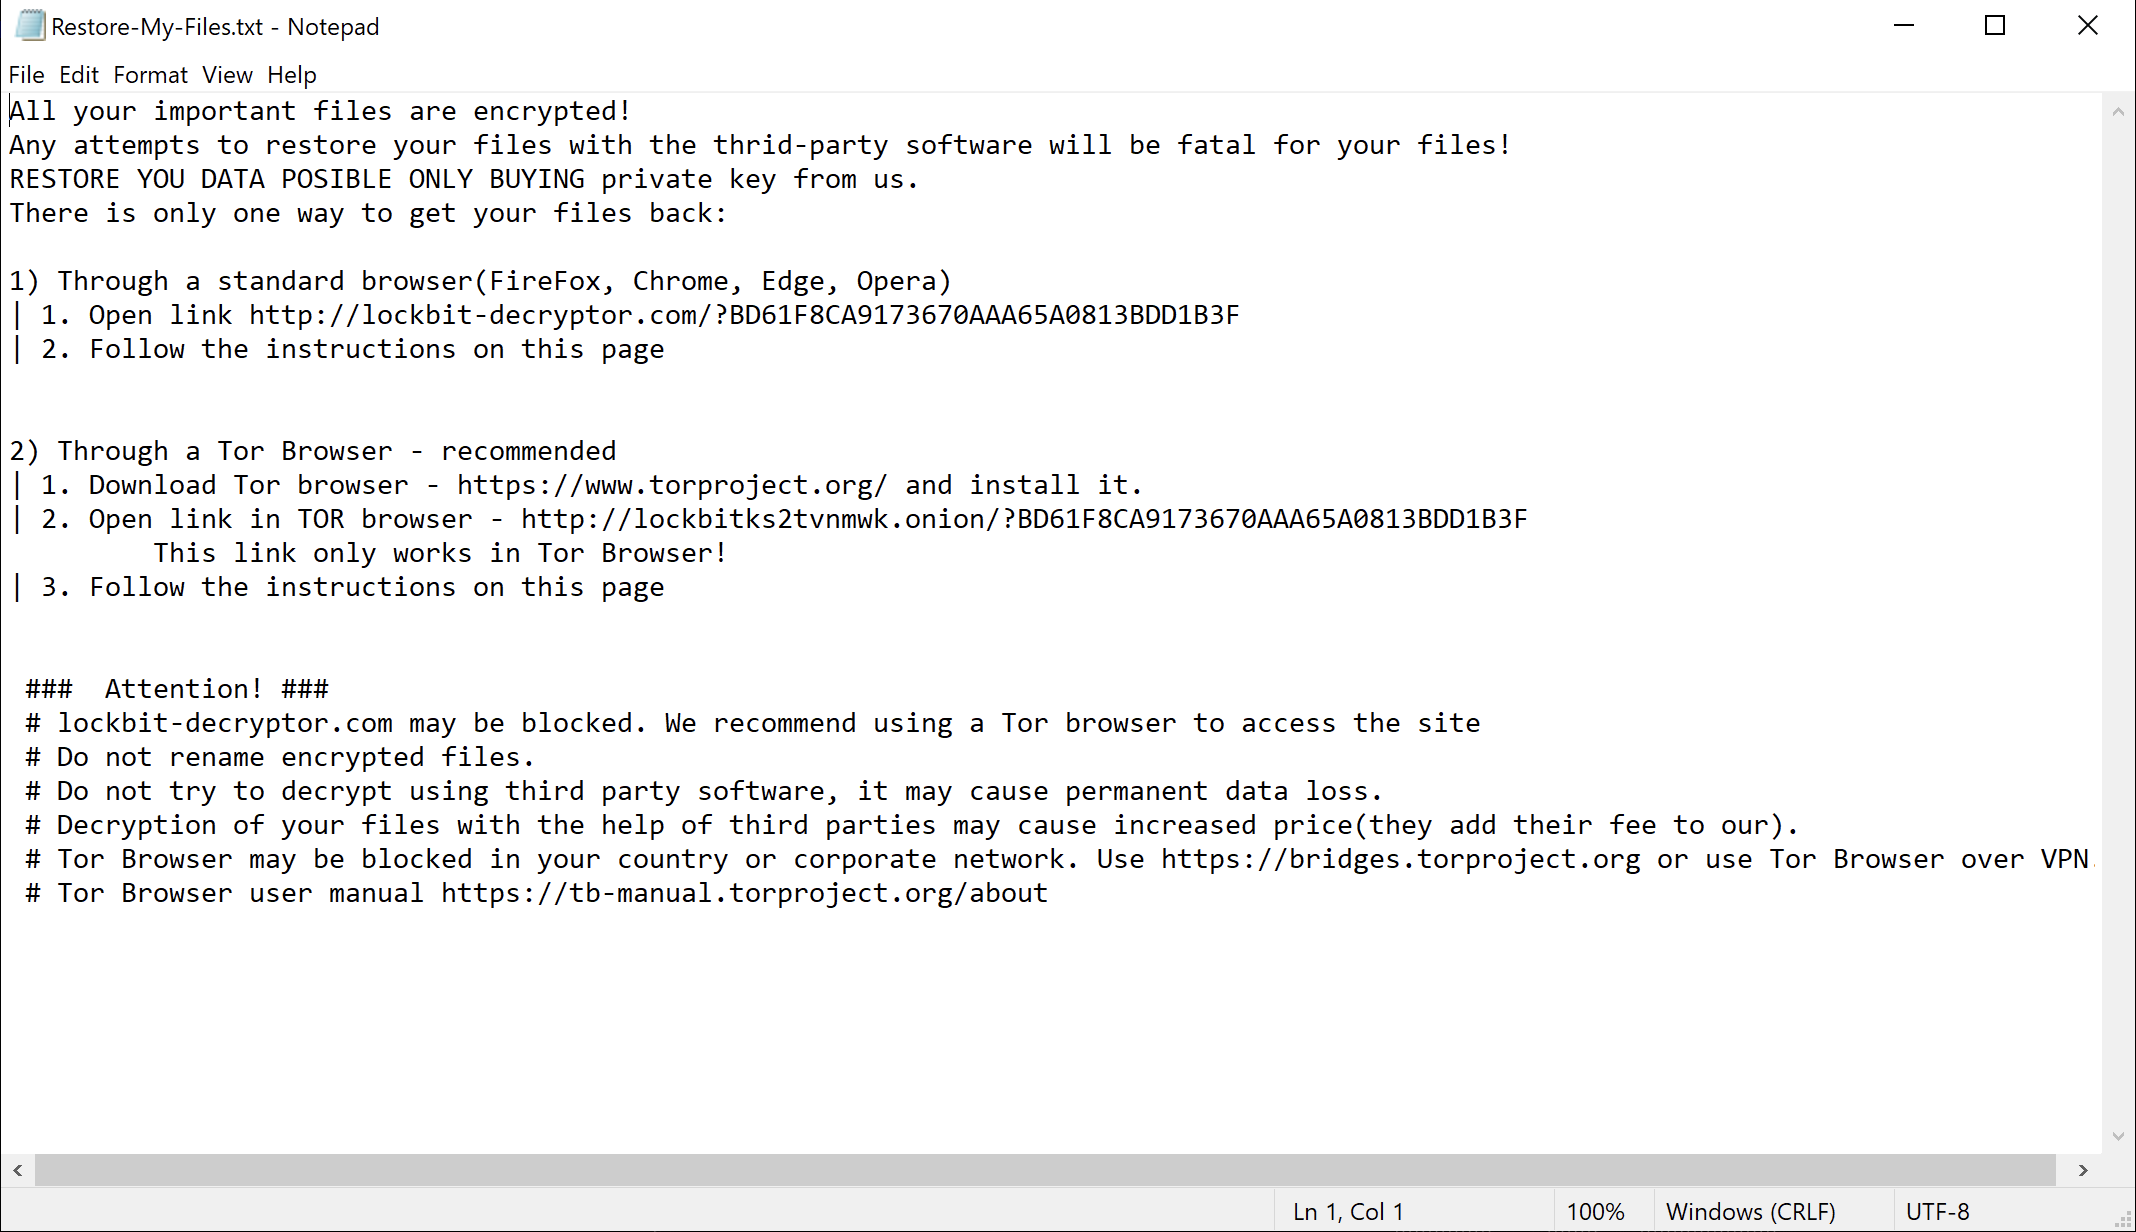 Restore-My-Files.txt - Notepad
File Edit Format View Help
All your important files are encrypted!
Any attempts to restore your files with the thrid-party software will be fatal for your files!
RESTORE YOU DATA POSIBLE ONLY BUYING private key from us.
There is only one way to get your files back:
1) Through a standard browser(FireFox, Chrome, Edge, Opera)
| 1. Open link http://lockbit-decryptor.com/?BD61F8CA9173670AAA65A0813BDD1B3F
| 2. Follow the instructions on this page
2) Through a Tor Browser - recommended
| 1. Download Tor browser - https://www.torproject.org/ and install it.
| 2. Open link in TOR browser - http://lockbitks2tvnmwk.onion/?BD61F8CA9173670AAA65A0813BDD1B3F
This link only works in Tor Browser!
| 3. Follow the instructions on this page
### Attention! ###
# lockbit-decryptor.com may be blocked. We recommend using a Tor browser to access the site
# Do not rename encrypted files.
# Do not try to decrypt using third party software, it may cause permanent data loss.
# Decryption of your files with the help of third parties may cause increased price(they add their fee to our).
# Tor Browser may be blocked in your country or corporate network. Use https://bridges.torproject.org or use Tor Browser over VPN.
# Tor Browser user manual https://tb-manual.torproject.org/about
Ln 1, Col 1 100% Windows (CRLF) UTF-8